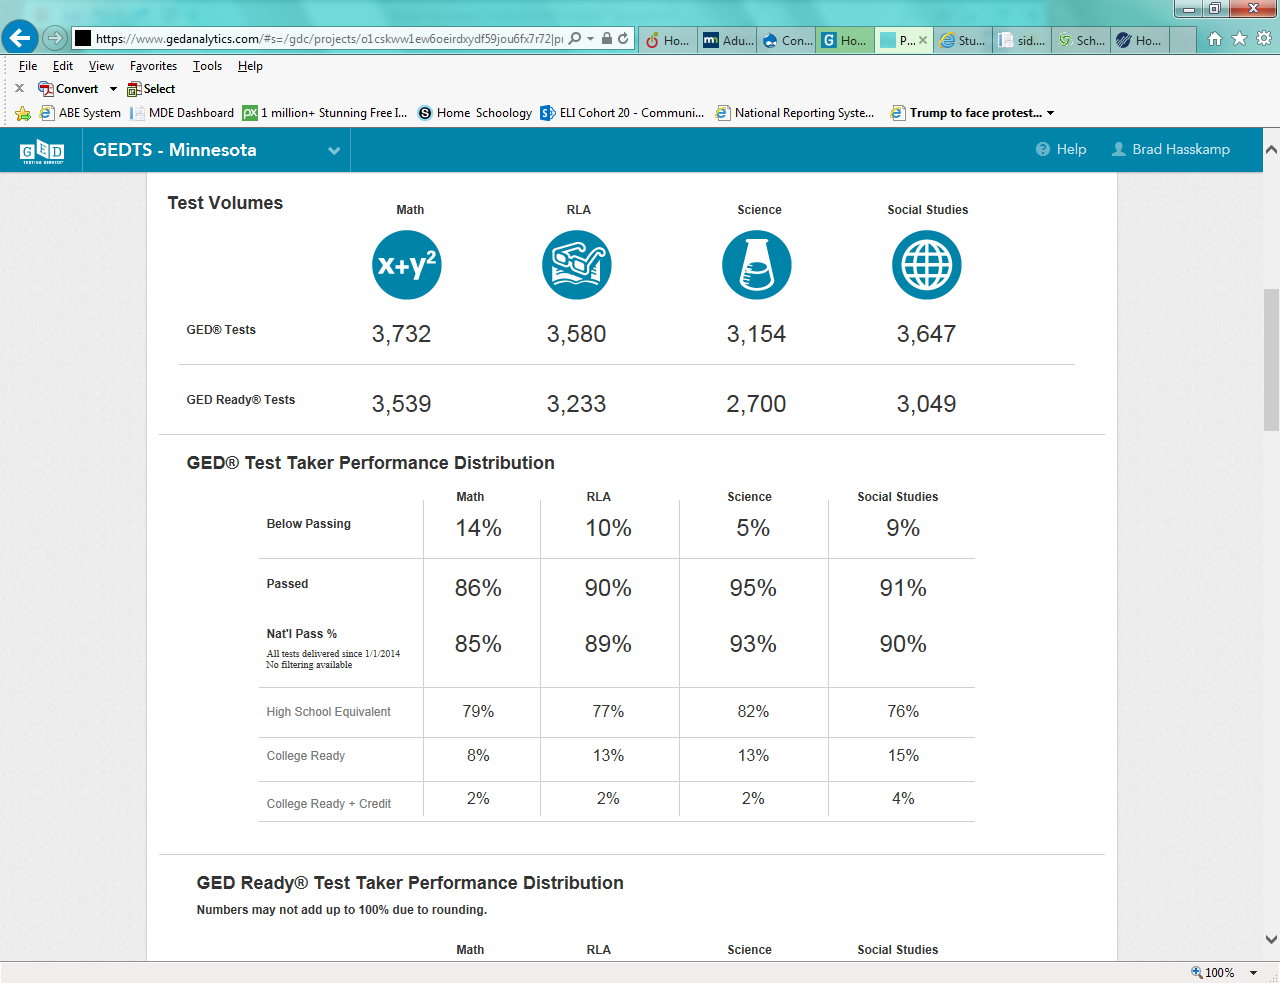 https://www.gedanalytics.com/#s=/gdc/projects/o1cskww1ew6oeirdxydf59jou6fx7r72|p
Ho...
Adu...
Con...
Ho...
P...
Stu...
sid....
Sch...
Ho...
File Edit View Favorites Tools Help
x Convert Select
ABE System MDE Dashboard 1 million+ Stunning Free I... Home Schoology ELI Cohort 20 - Communi... National Reporting Syste... Trump to face protest...
GED
TESTING SERVICE
GEDTS - Minnesota
Help Brad Hasskamp
Test Volumes
Math RLA Science Social Studies
x+y²
GED® Tests 3,732 3,580 3,154 3,647
GED Ready® Tests 3,539 3,233 2,700 3,049
GED® Test Taker Performance Distribution
Math RLA Science Social Studies
Below Passing 14% 10% 5% 9%
Passed 86% 90% 95% 91%
Nat'l Pass % 85% 89% 93% 90%
All tests delivered since 1/1/2014
No filtering available
High School Equivalent 79% 77% 82% 76%
College Ready 8% 13% 13% 15%
College Ready + Credit 2% 2% 2% 4%
GED Ready® Test Taker Performance Distribution
Numbers may not add up to 100% due to rounding.
Math RLA Science Social Studies
100%